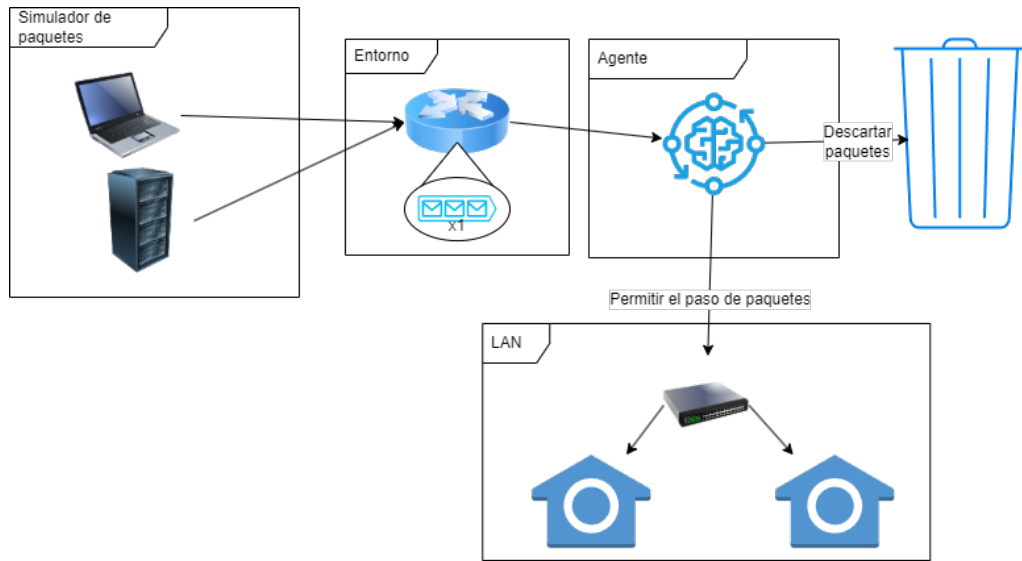 Simulador de
paquetes
Entorno
x1
Agente
Descartar
paquetes
Permitir el paso de paquetes
LAN